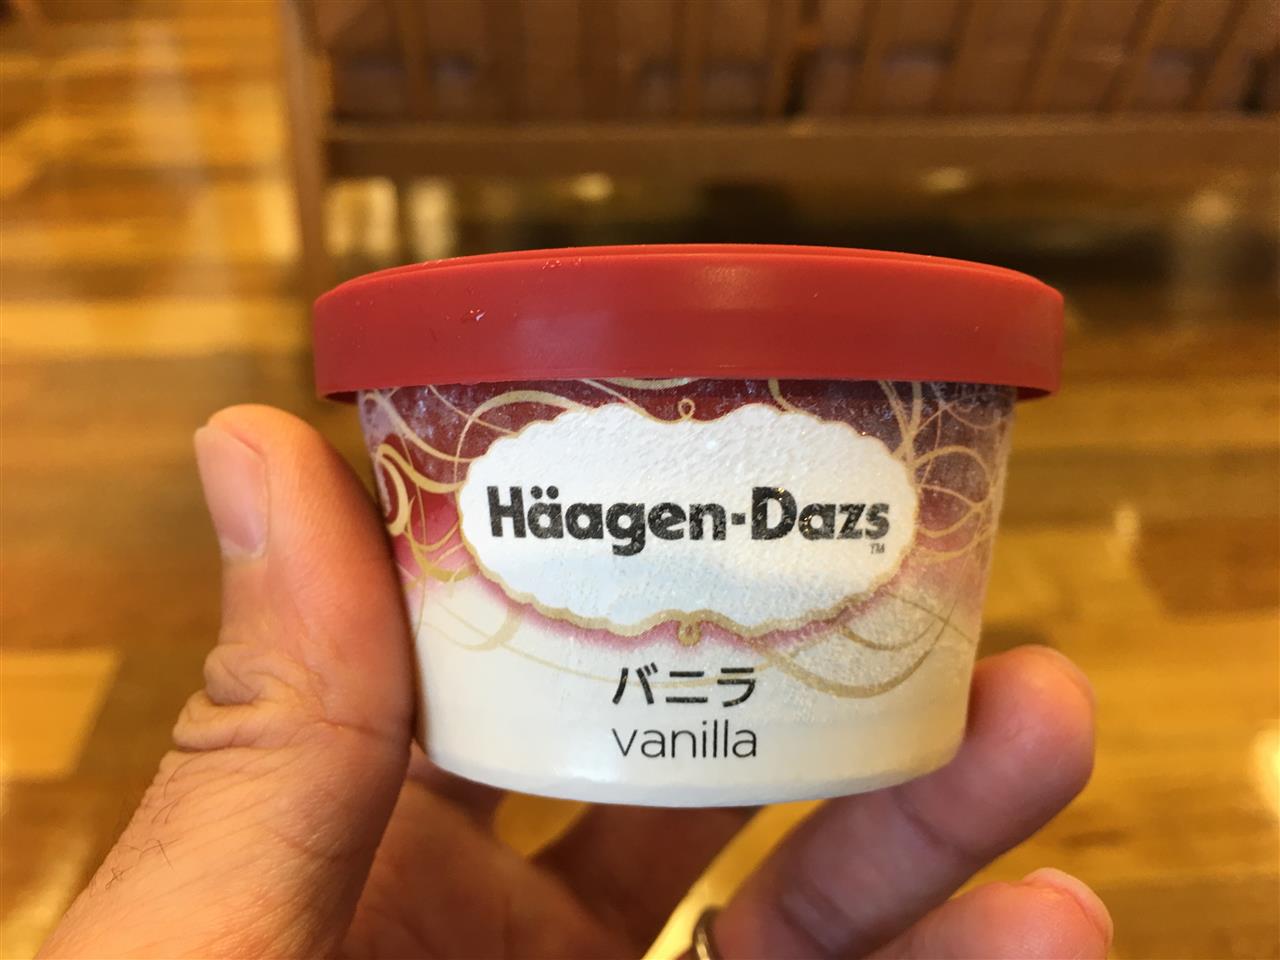 Häagen-Dazs
TM
バニラ
vanilla